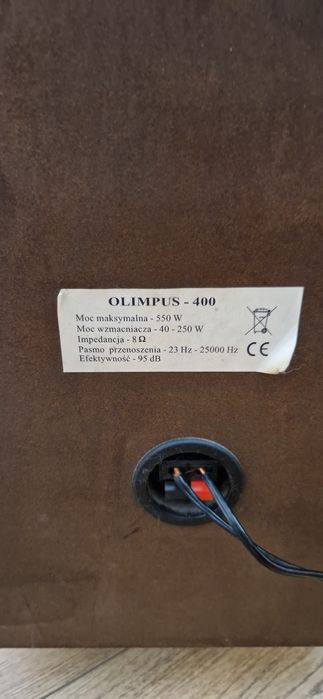 OLIMPUS - 400
Moc maksymalna - 550 W
Moc wzmacniacza - 40 - 250 W
Impedancja - 8 Ω
Pasmo przenoszenia - 23 Hz - 25000 Hz
Efektywność - 95 dB
CE